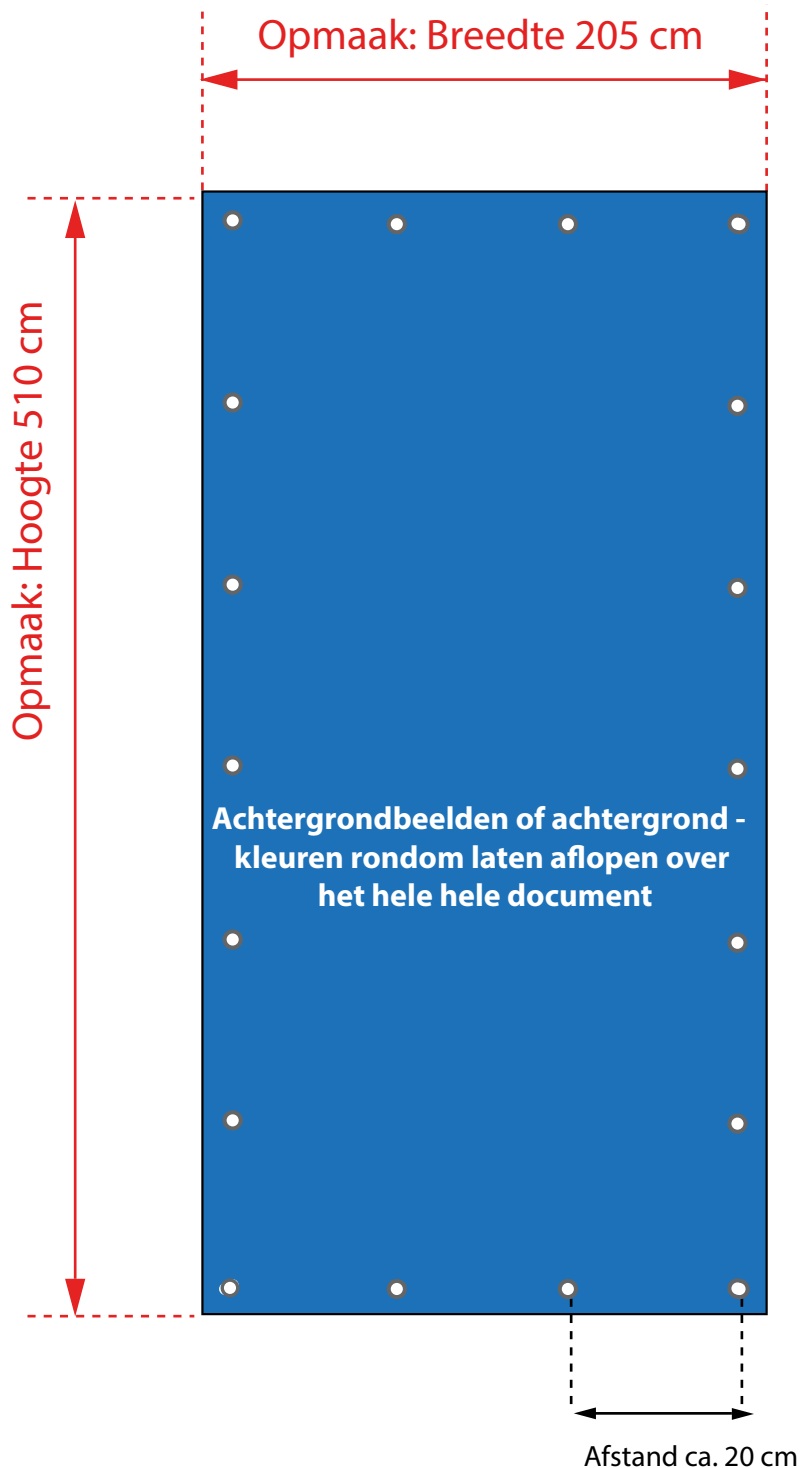 Opmaak: Breedte 205 cm
Opmaak: Hoogte 510 cm
Achtergrondbeelden of achtergrond -
kleuren rondom laten aflopen over
het hele hele document
Afstand ca. 20 cm